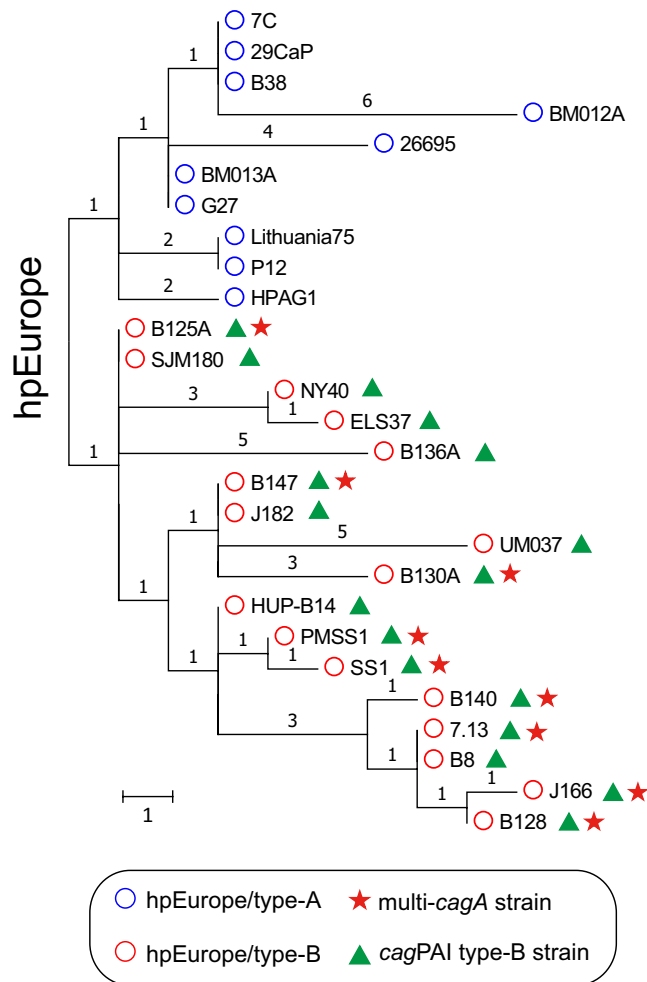 7C
1
29CaP
B38
6
BM012A
1
4
26695
BM013A
1
G27
2
Lithuania75
P12
2
HPAG1
hpEurope
B125A
SJM180
3
NY40
1
ELS37
5
B136A
1
B147
J182
1
5
UM037
3
B130A
1
HUP-B14
1
PMSS1
1
SS1
1
1
B140
3
7.13
1
B8
1
1
J166
B128
1
hpEurope/type-A
multi-cagA strain
hpEurope/type-B
cagPAI type-B strain